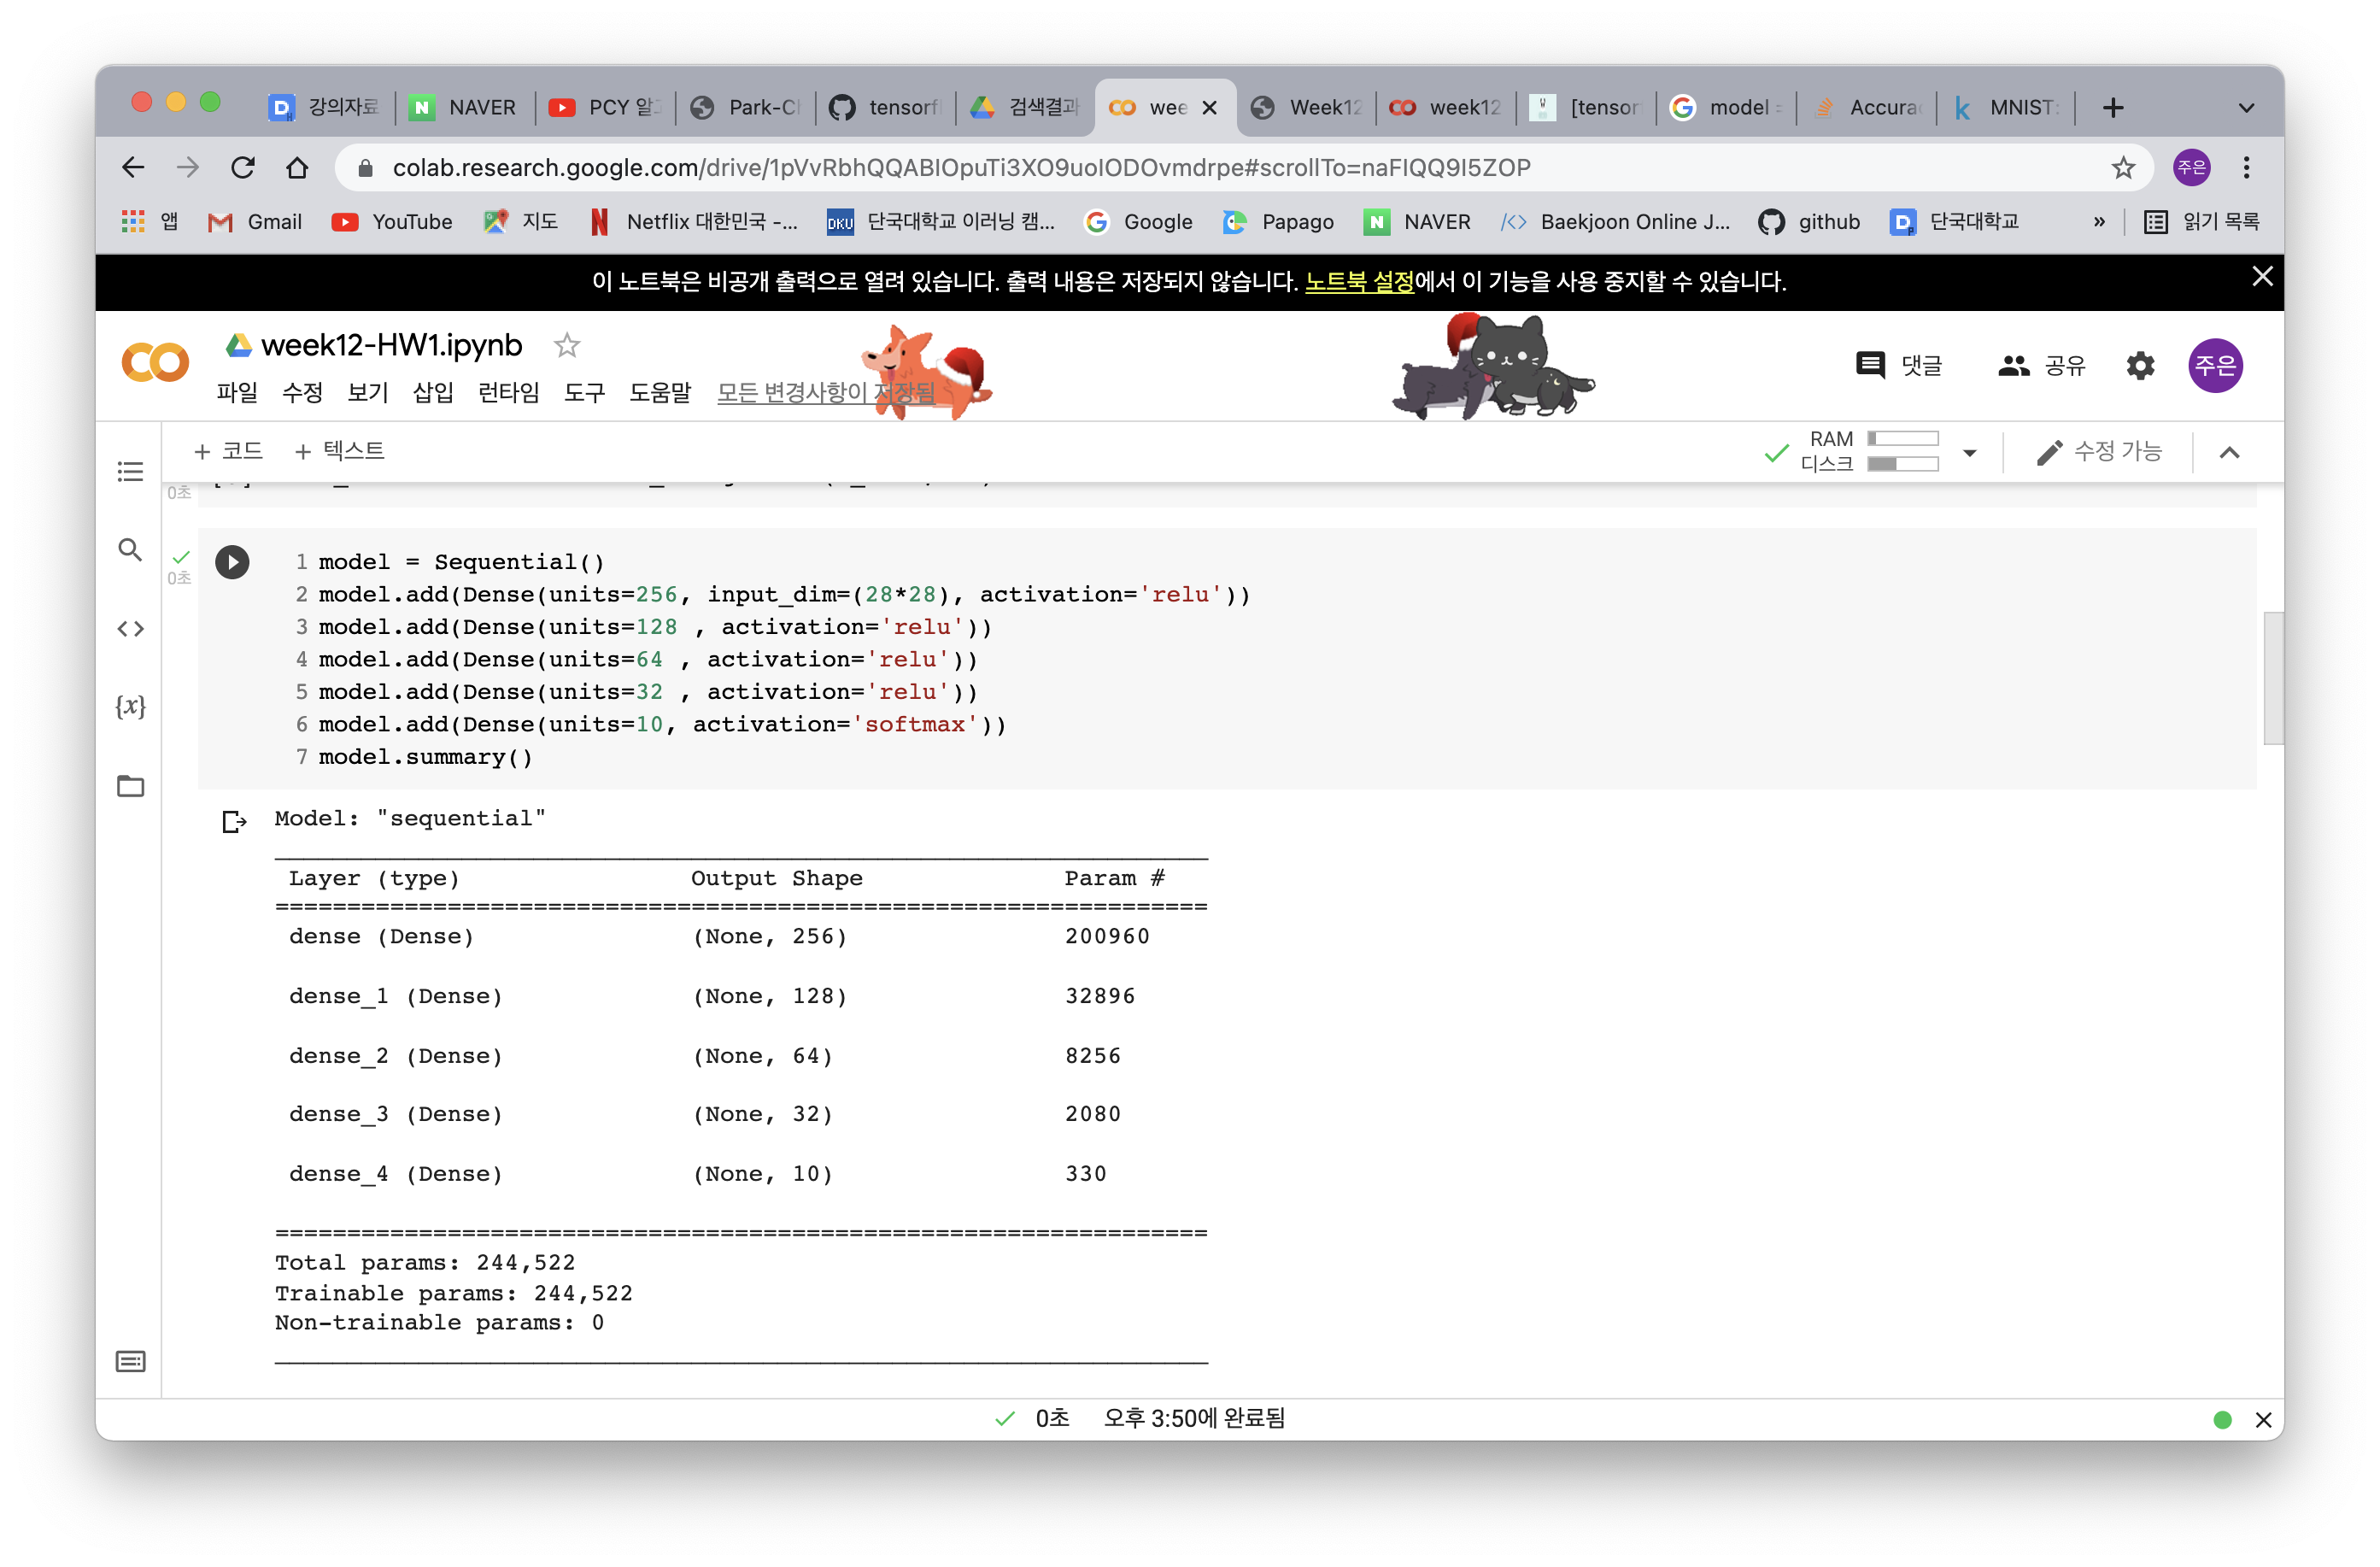 강의자료
NAVER
PCY 알고
Park-Ch
tensorfl
검색결과
wee
Week12
week12
[tensor
model =
Accura
MNIST:
colab.research.google.com/drive/1pVvRbhQQABIOpuTi3XO9uoIODOvmdrpe#scrollTo=naFIQQ9I5ZOP
주은
앱
Gmail
YouTube
지도
Netflix 대한민국 -...
DKU
단국대학교 이러닝 캠...
Google
Papago
NAVER
Baekjoon Online J...
github
단국대학교
»
읽기 목록
이 노트북은 비공개 출력으로 열려 있습니다. 출력 내용은 저장되지 않습니다. 노트북 설정에서 이 기능을 사용 중지할 수 있습니다.
week12-HW1.ipynb
댓글
공유
주은
파일 수정 보기 삽입 런타임 도구 도움말 모든 변경사항이 저장됨
+ 코드 + 텍스트
RAM
디스크
수정 가능
0초
0초
1 model = Sequential()
2 model.add(Dense(units=256, input_dim=(28*28), activation='relu'))
3 model.add(Dense(units=128 , activation='relu'))
4 model.add(Dense(units=64 , activation='relu'))
5 model.add(Dense(units=32 , activation='relu'))
6 model.add(Dense(units=10, activation='softmax'))
7 model.summary()
Model: "sequential"
Layer (type) Output Shape Param #
=================================================================
dense (Dense) (None, 256) 200960
dense_1 (Dense) (None, 128) 32896
dense_2 (Dense) (None, 64) 8256
dense_3 (Dense) (None, 32) 2080
dense_4 (Dense) (None, 10) 330
=================================================================
Total params: 244,522
Trainable params: 244,522
Non-trainable params: 0
0초 오후 3:50에 완료됨